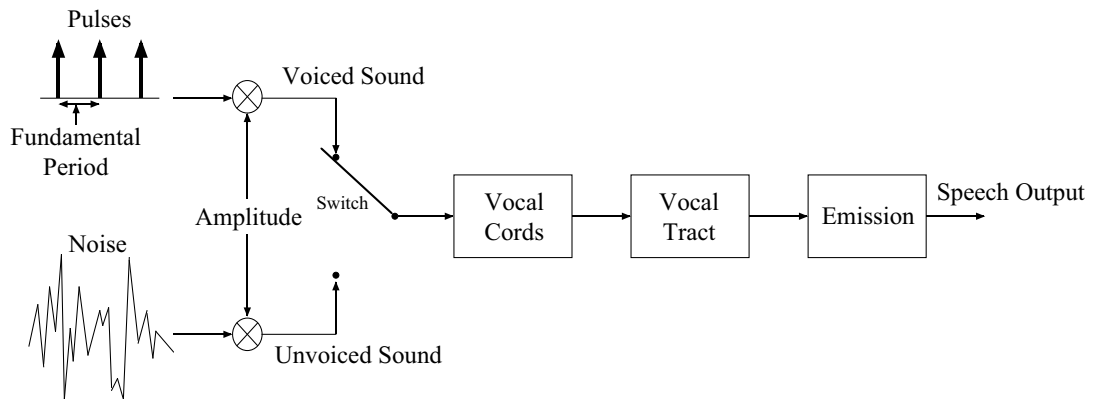 Pulses
Fundamental
Period
Voiced Sound
Switch
Amplitude
Noise
Unvoiced Sound
Vocal
Cords
Vocal
Tract
Emission
Speech Output